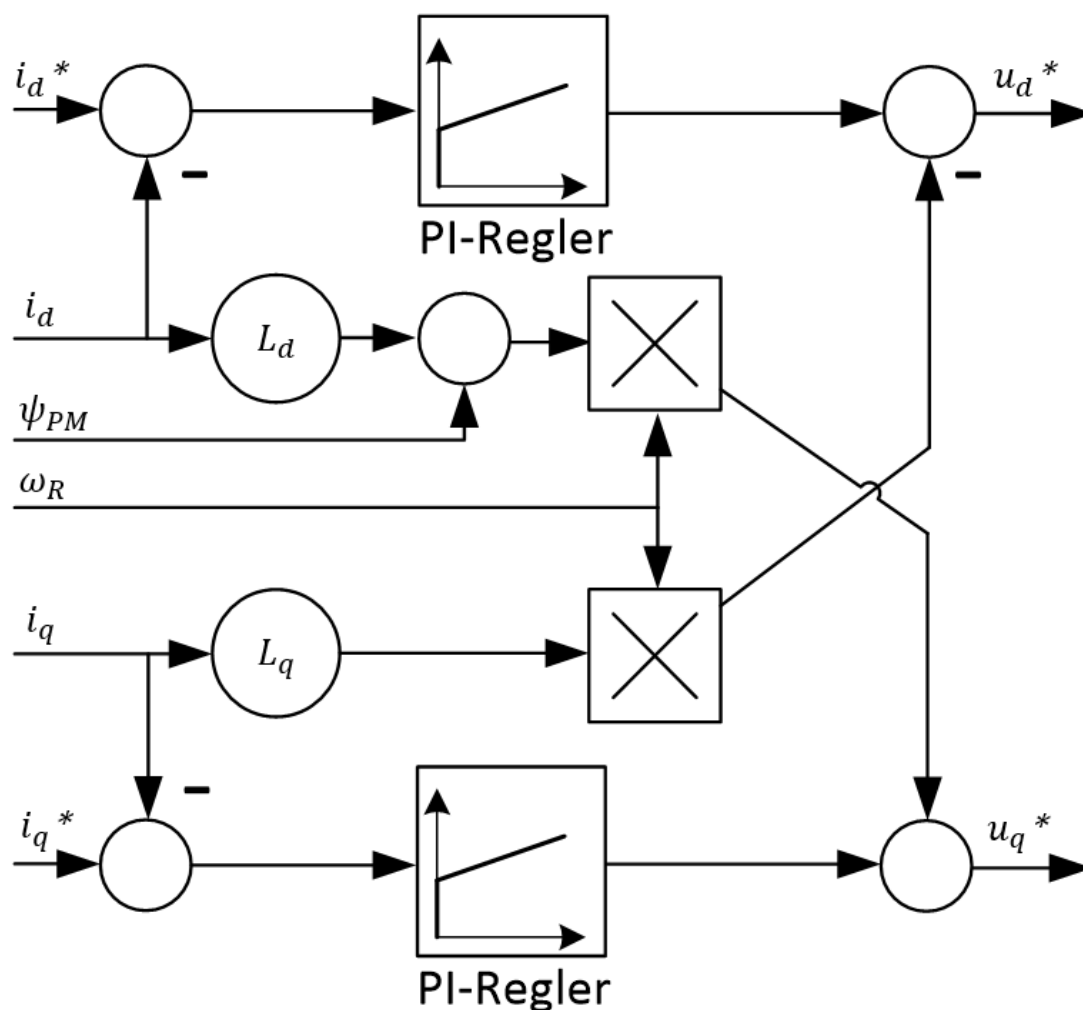 i_d *
u_d *
PI-Regler
i_d
L_d
ψ_PM
ω_R
i_q
L_q
i_q *
u_q *
PI-Regler